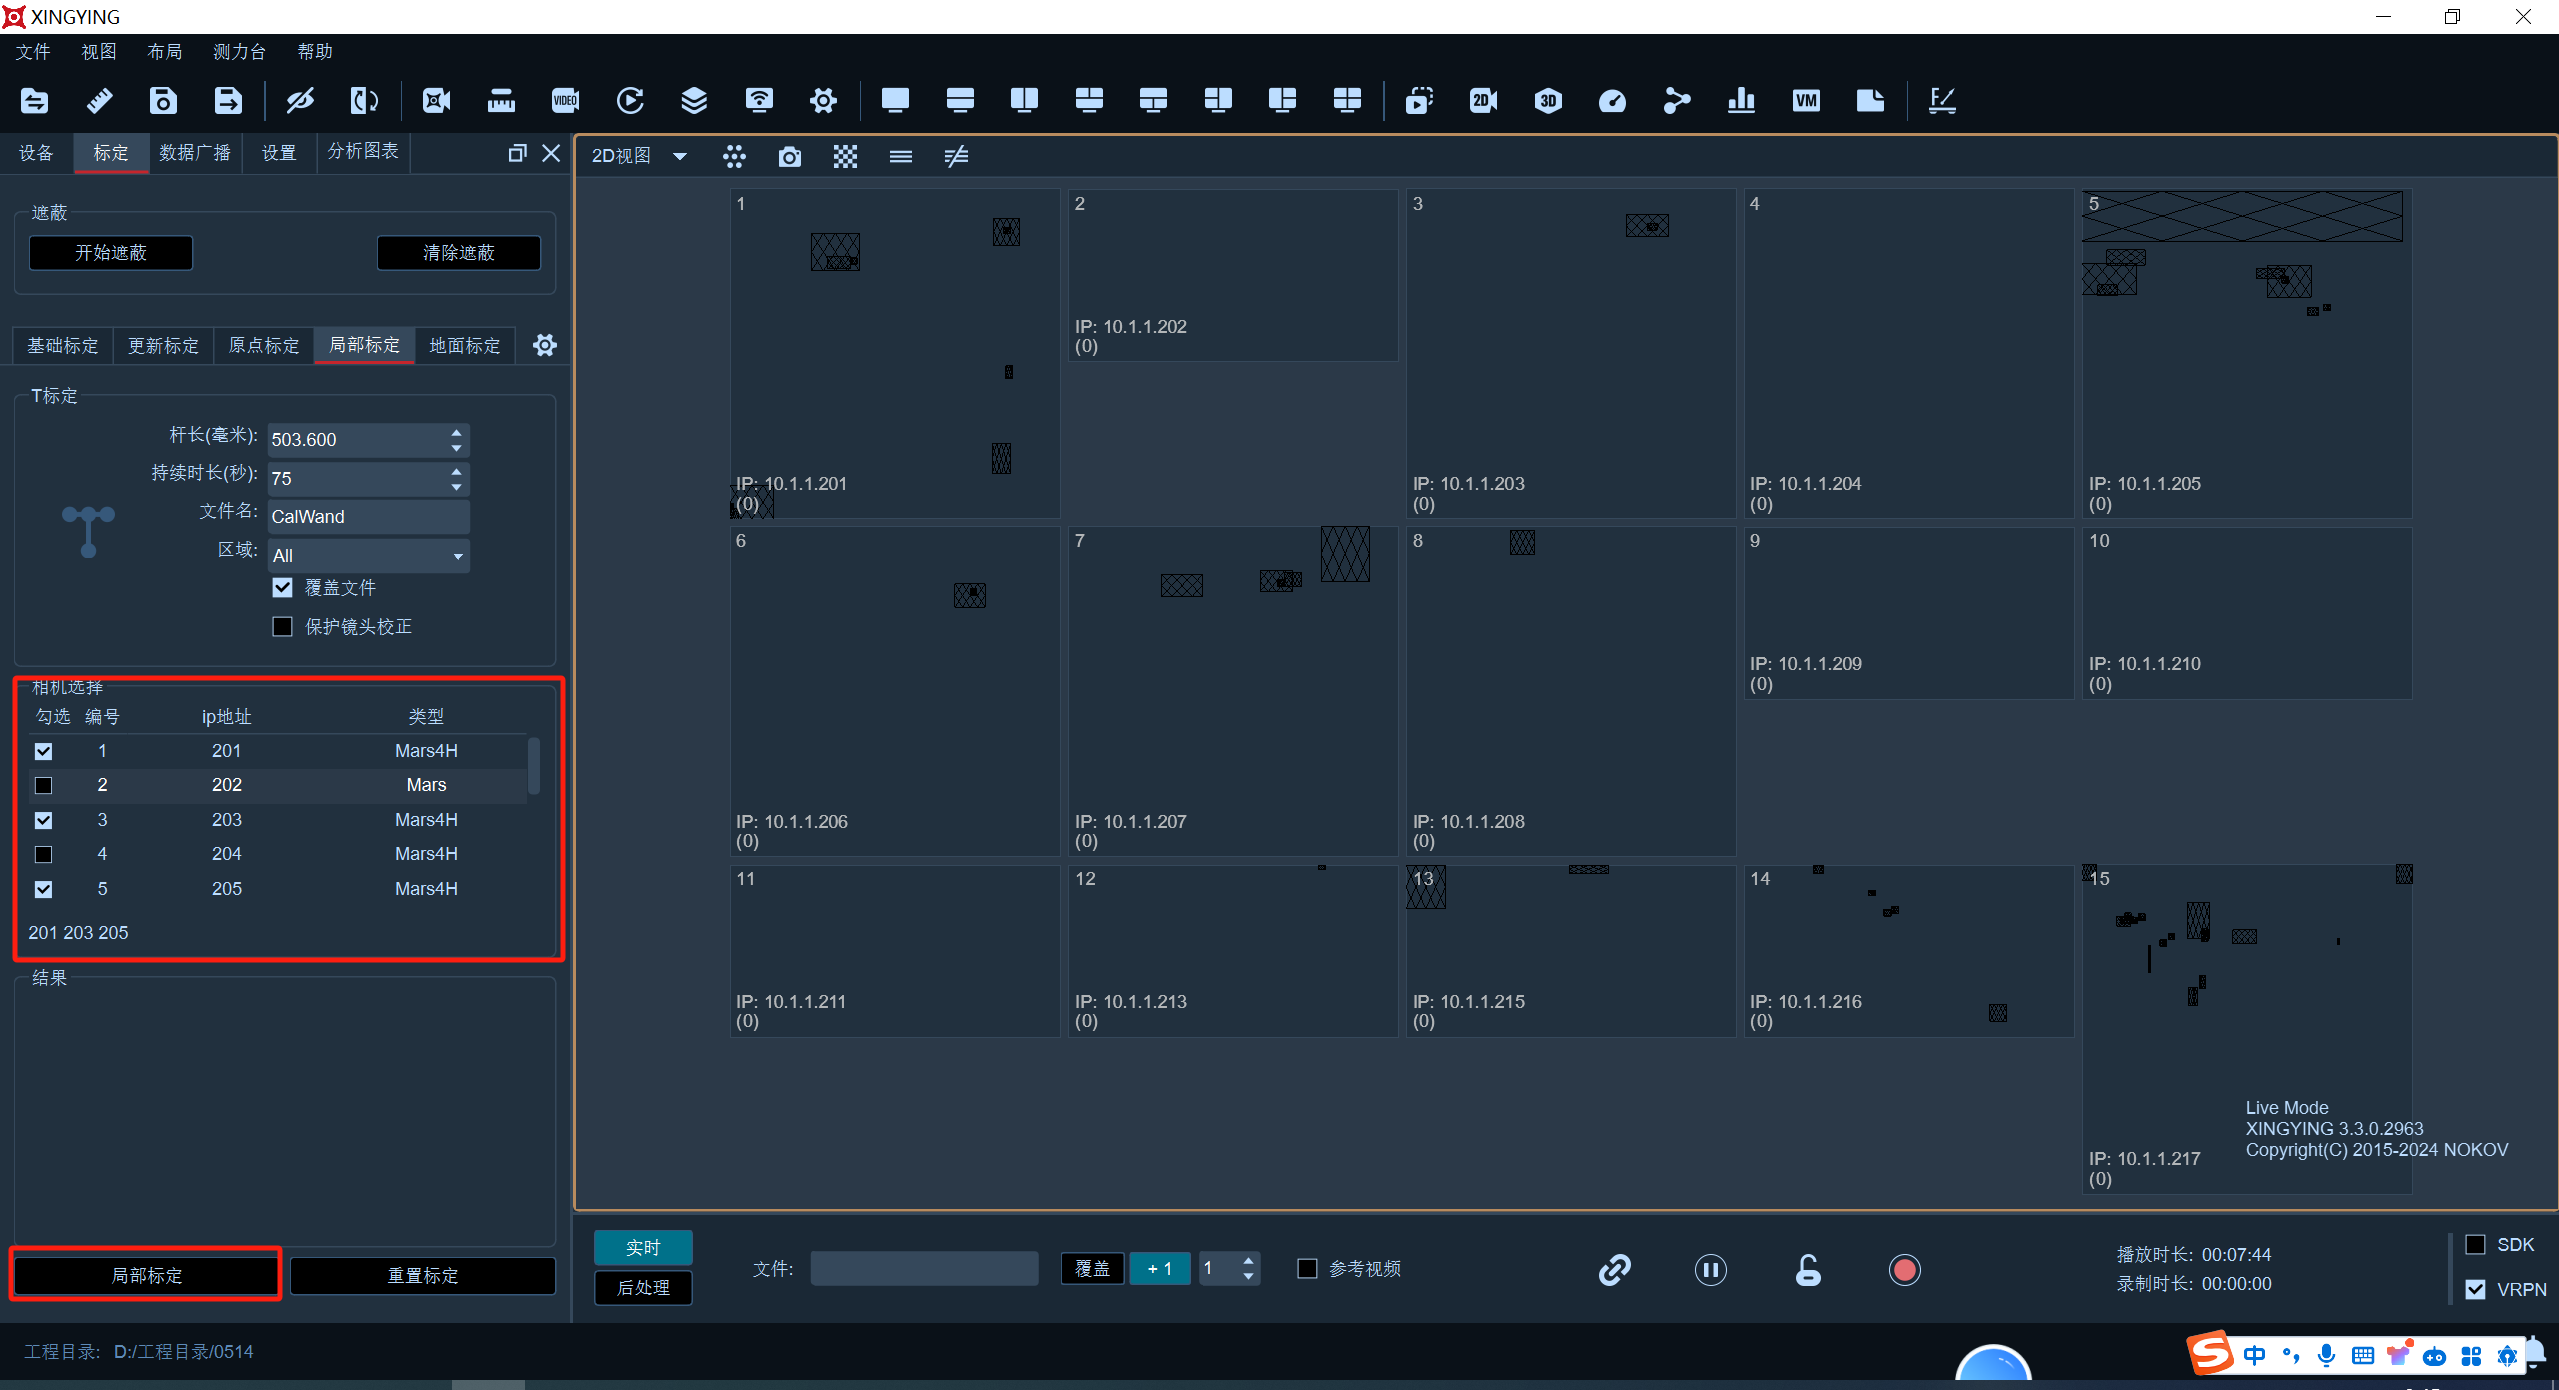 XINGYING
文件 视图 布局 测力台 帮助
VIDEO 2D 3D VM
设备 标定 数据广播 设置 分析图表
2D视图
遮蔽
开始遮蔽 清除遮蔽
基础标定 更新标定 原点标定 局部标定 地面标定
T标定
杆长(毫米): 503.600
持续时长(秒): 75
文件名: CalWand
区域: All
覆盖文件
保护镜头校正
相机选择
勾选 编号 ip地址 类型
1 201 Mars4H
2 202 Mars
3 203 Mars4H
4 204 Mars4H
5 205 Mars4H
201 203 205
结果
局部标定 重置标定
1
IP: 10.1.1.201
(0)
2
IP: 10.1.1.202
(0)
3
IP: 10.1.1.203
(0)
4
IP: 10.1.1.204
(0)
5
IP: 10.1.1.205
(0)
6
IP: 10.1.1.206
(0)
7
IP: 10.1.1.207
(0)
8
IP: 10.1.1.208
(0)
9
IP: 10.1.1.209
(0)
10
IP: 10.1.1.210
(0)
11
IP: 10.1.1.211
(0)
12
IP: 10.1.1.213
(0)
13
IP: 10.1.1.215
(0)
14
IP: 10.1.1.216
(0)
15
IP: 10.1.1.217
(0)
Live Mode
XINGYING 3.3.0.2963
Copyright(C) 2015-2024 NOKOV
实时
后处理
文件: 覆盖 + 1 1 参考视频
播放时长: 00:07:44
录制时长: 00:00:00
SDK
VRPN
工程目录: D:/工程目录/0514
中